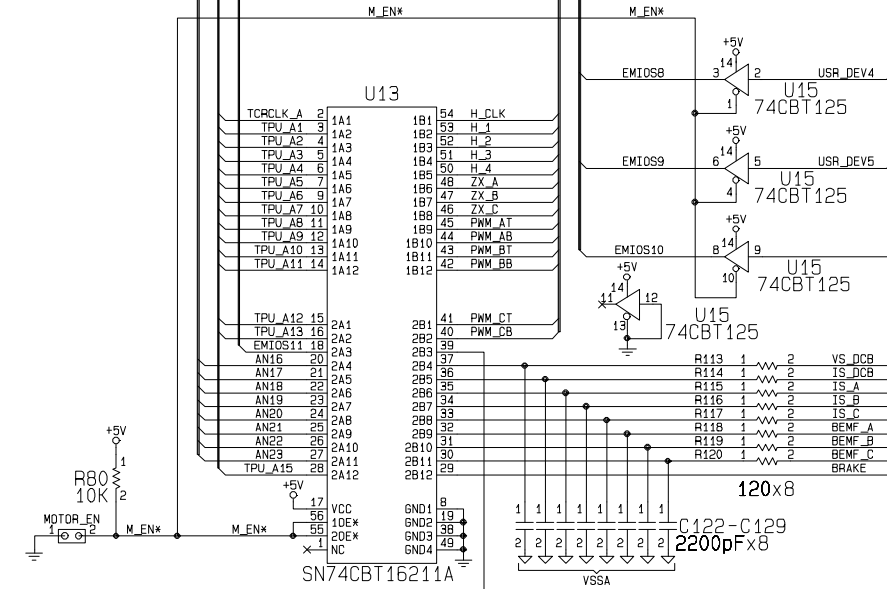 M_EN* M_EN*
+5V
14
EMIOS8 3 2 USR_DEV4
U13 U15
1 74CBT125
TCRCLK_A 2 1A1 1B1 54 H_CLK
TPU_A1 3 1A2 1B2 53 H_1
+5V
TPU_A2 4 1A3 1B3 52 H_2
14
TPU_A3 5 1A4 1B4 51 H_3
EMIOS9 6 5 USR_DEV5
TPU_A4 6 1A5 1B5 50 H_4
TPU_A5 7 1A6 1B6 48 ZX_A
U15
4 74CBT125
TPU_A6 9 1A7 1B7 47 ZX_B
TPU_A7 10 1A8 1B8 46 ZX_C
TPU_A8 11 1A9 1B9 45 PWM_AT
+5V
TPU_A9 12 1A10 1B10 44 PWM_AB
14
TPU_A10 13 1A11 1B11 43 PWM_BT
EMIOS10 8 9
TPU_A11 14 1A12 1B12 42 PWM_BB
U15
10 74CBT125
+5V
14
11 12
13
U15
74CBT125
TPU_A12 15 2A1 2B1 41 PWM_CT
TPU_A13 16 2A2 2B2 40 PWM_CB
EMIOS11 18 2A3 2B3 39
AN16 20 2A4 2B4 37 R113 1 2 VS_DCB
AN17 21 2A5 2B5 36 R114 1 2 IS_DCB
AN18 22 2A6 2B6 35 R115 1 2 IS_A
AN19 23 2A7 2B7 34 R116 1 2 IS_B
AN20 24 2A8 2B8 33 R117 1 2 IS_C
AN21 25 2A9 2B9 32 R118 1 2 BEMF_A
AN22 26 2A10 2B10 31 R119 1 2 BEMF_B
AN23 27 2A11 2B11 30 R120 1 2 BEMF_C
TPU_A15 28 2A12 2B12 29 BRAKE
120x8
+5V
1
R80
10K
2
+5V
17 VCC GND1 8
56 1OE* GND2 19
55 2OE* GND3 38
1 NC GND4 49
MOTOR_EN
1 2 M_EN* M_EN*
SN74CBT16211A
1 1 1 1 1 1 1 1
C122-C129
2200pFx8
2 2 2 2 2 2 2 2
VSSA